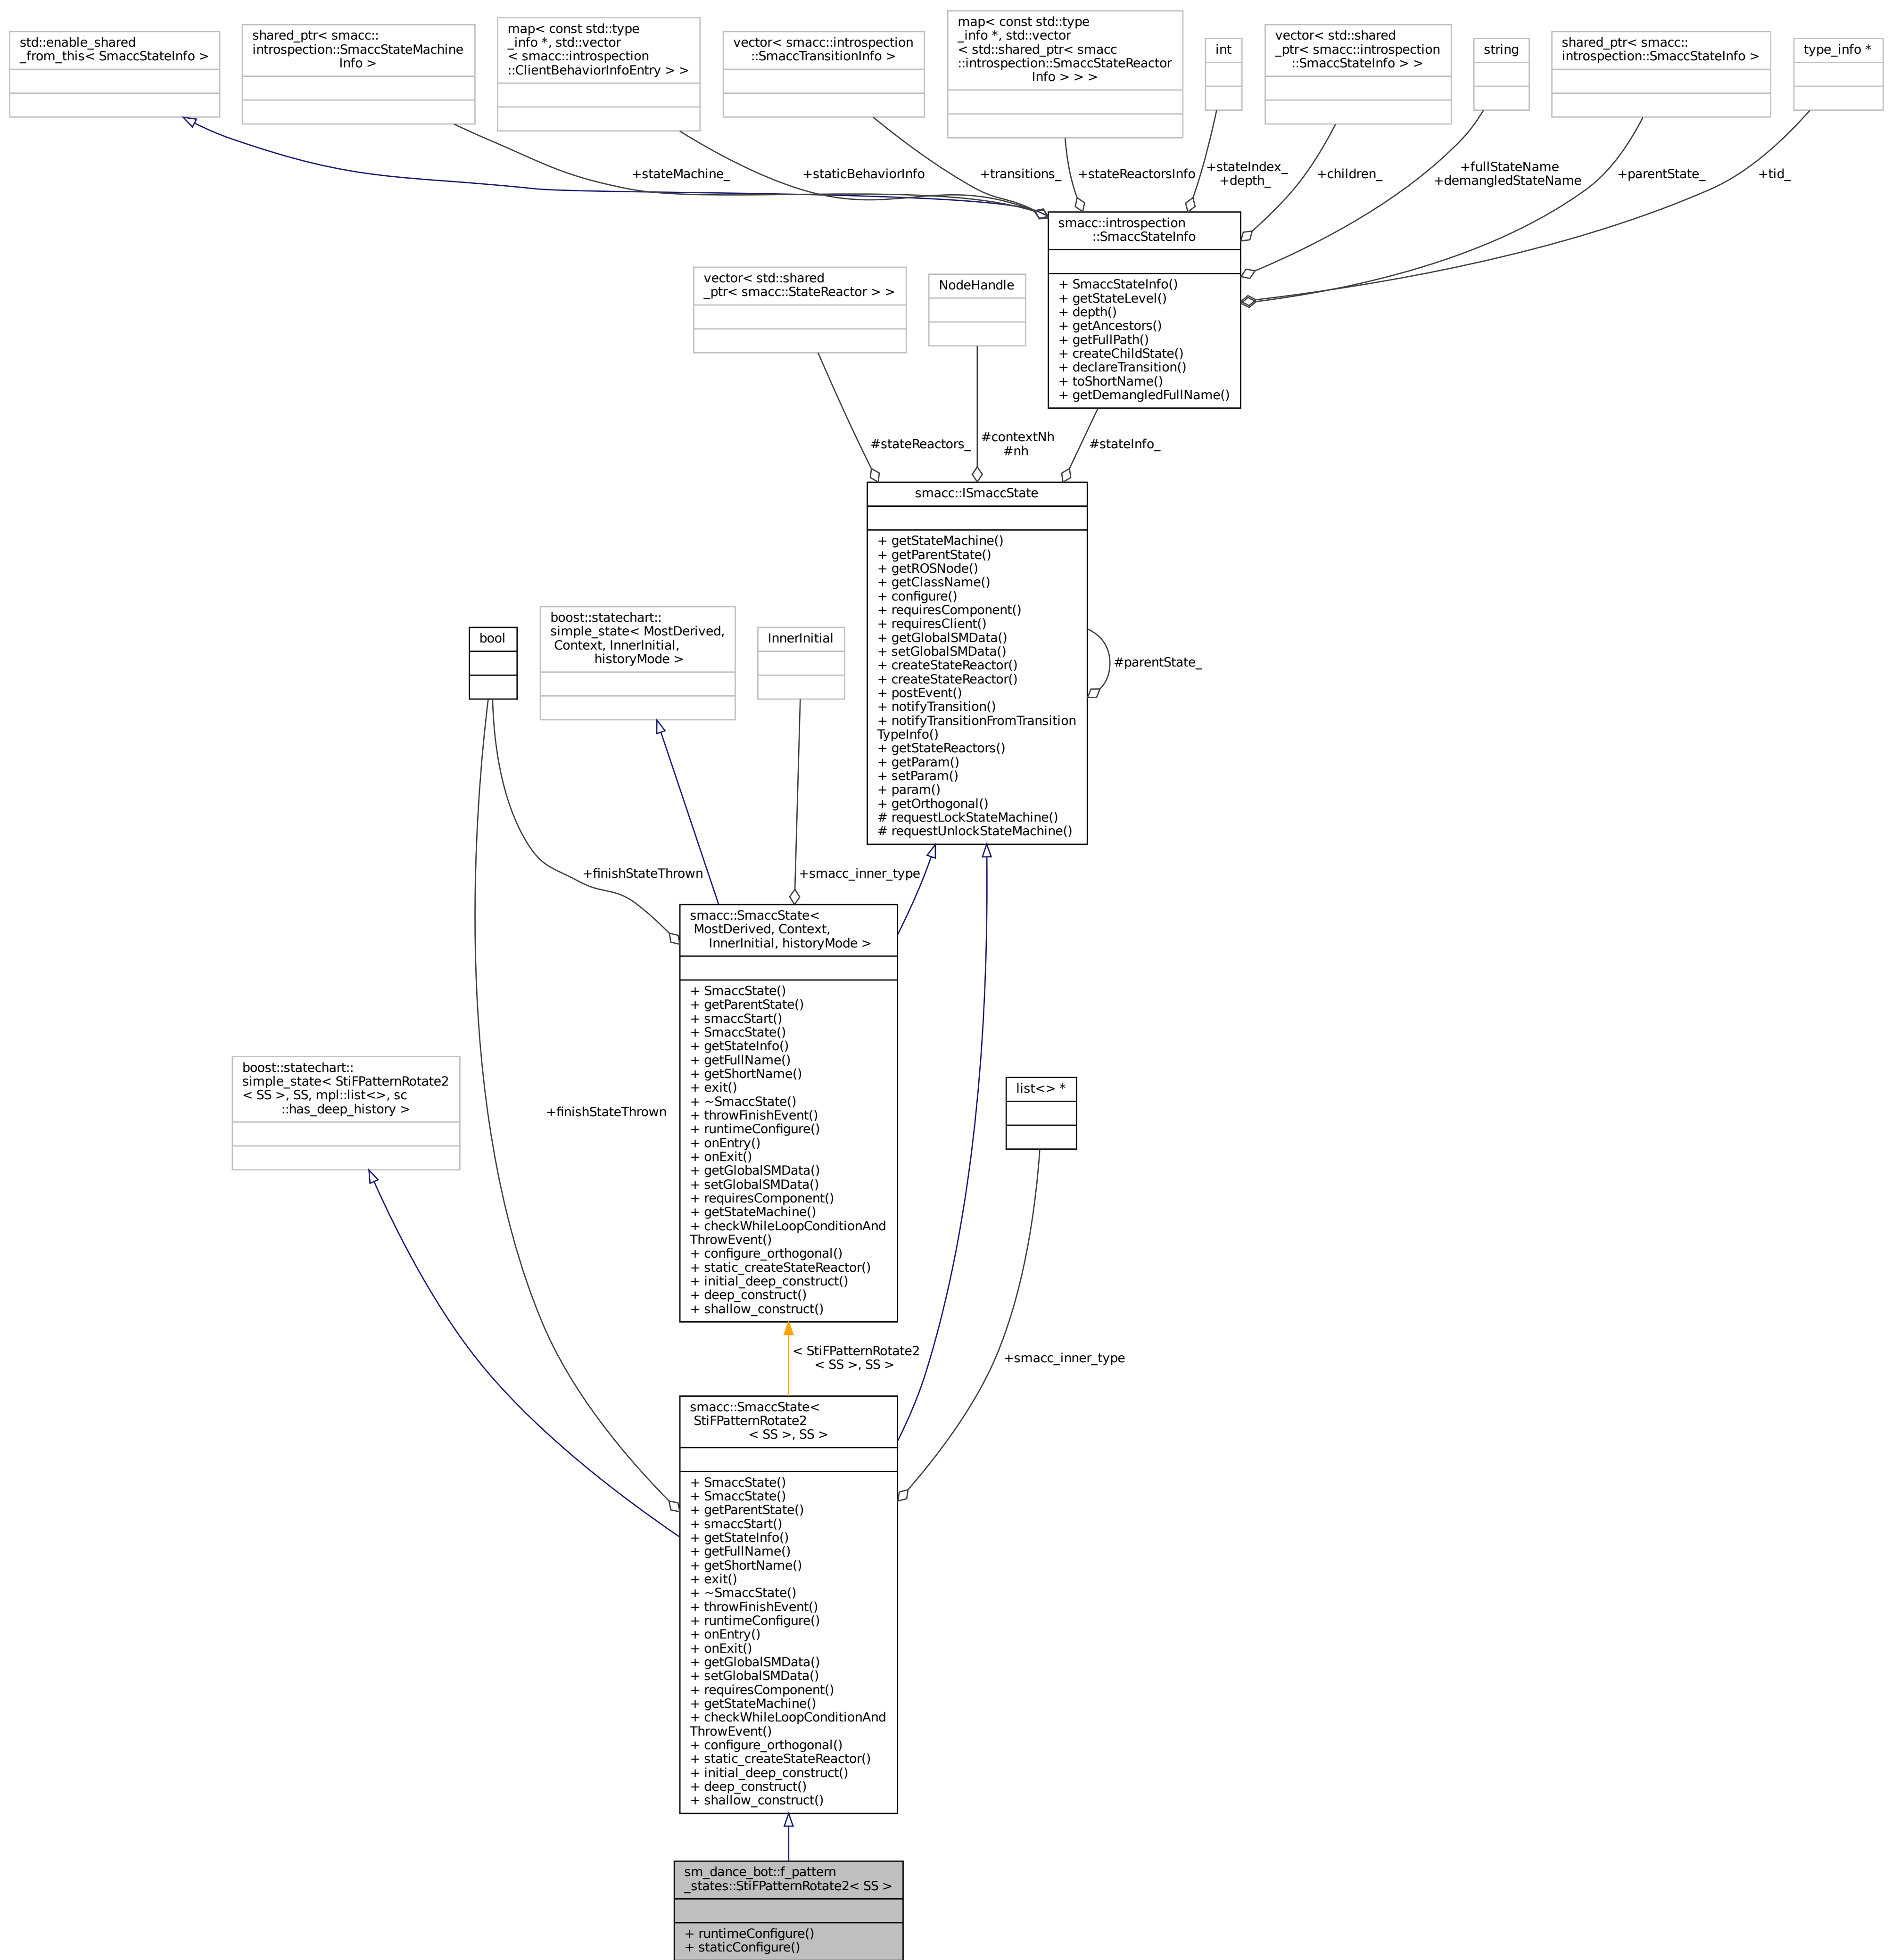 std::enable_shared
_from_this< SmaccStateInfo >
shared_ptr< smacc::
introspection::SmaccStateMachine
Info >
map< const std::type
_info *, std::vector
< smacc::introspection
::ClientBehaviorInfoEntry > >
vector< smacc::introspection
::SmaccTransitionInfo >
map< const std::type
_info *, std::vector
< std::shared_ptr< smacc
::introspection::SmaccStateReactor
Info > > >
int
vector< std::shared
_ptr< smacc::introspection
::SmaccStateInfo > >
string
shared_ptr< smacc::
introspection::SmaccStateInfo >
type_info *
+stateMachine_
+staticBehaviorInfo
+transitions_
+stateReactorsInfo
+stateIndex_
+depth_
+children_
+fullStateName
+demangledStateName
+parentState_
+tid_
smacc::introspection
::SmaccStateInfo
+ SmaccStateInfo()
+ getStateLevel()
+ depth()
+ getAncestors()
+ getFullPath()
+ createChildState()
+ declareTransition()
+ toShortName()
+ getDemangledFullName()
vector< std::shared
_ptr< smacc::StateReactor > >
NodeHandle
#stateReactors_
#contextNh
#nh
#stateInfo_
smacc::ISmaccState
+ getStateMachine()
+ getParentState()
+ getROSNode()
+ getClassName()
+ configure()
+ requiresComponent()
+ requiresClient()
+ getGlobalSMData()
+ setGlobalSMData()
+ createStateReactor()
+ createStateReactor()
+ postEvent()
+ notifyTransition()
+ notifyTransitionFromTransition
TypeInfo()
+ getStateReactors()
+ getParam()
+ setParam()
+ param()
+ getOrthogonal()
# requestLockStateMachine()
# requestUnlockStateMachine()
#parentState_
bool
boost::statechart::
simple_state< MostDerived,
Context, InnerInitial,
historyMode >
InnerInitial
+finishStateThrown
+smacc_inner_type
smacc::SmaccState<
MostDerived, Context,
InnerInitial, historyMode >
+ SmaccState()
+ getParentState()
+ smaccStart()
+ SmaccState()
+ getStateInfo()
+ getFullName()
+ getShortName()
+ exit()
+ ~SmaccState()
+ throwFinishEvent()
+ runtimeConfigure()
+ onEntry()
+ onExit()
+ getGlobalSMData()
+ setGlobalSMData()
+ requiresComponent()
+ getStateMachine()
+ checkWhileLoopConditionAnd
ThrowEvent()
+ configure_orthogonal()
+ static_createStateReactor()
+ initial_deep_construct()
+ deep_construct()
+ shallow_construct()
boost::statechart::
simple_state< StiFPatternRotate2
< SS >, SS, mpl::list<>, sc
::has_deep_history >
+finishStateThrown
list<> *
< StiFPatternRotate2
< SS >, SS >
+smacc_inner_type
smacc::SmaccState<
StiFPatternRotate2
< SS >, SS >
+ SmaccState()
+ SmaccState()
+ getParentState()
+ smaccStart()
+ getStateInfo()
+ getFullName()
+ getShortName()
+ exit()
+ ~SmaccState()
+ throwFinishEvent()
+ runtimeConfigure()
+ onEntry()
+ onExit()
+ getGlobalSMData()
+ setGlobalSMData()
+ requiresComponent()
+ getStateMachine()
+ checkWhileLoopConditionAnd
ThrowEvent()
+ configure_orthogonal()
+ static_createStateReactor()
+ initial_deep_construct()
+ deep_construct()
+ shallow_construct()
sm_dance_bot::f_pattern
_states::StiFPatternRotate2< SS >
+ runtimeConfigure()
+ staticConfigure()